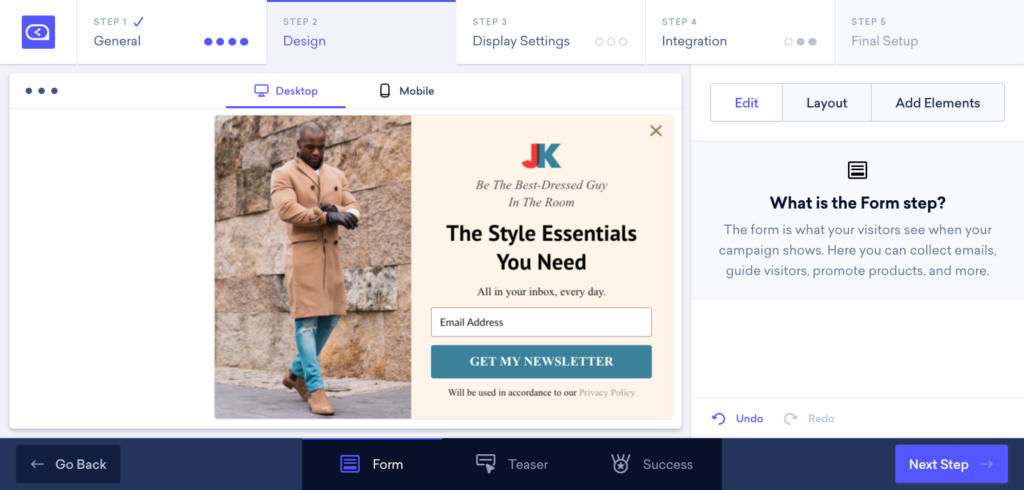 STEP 1
General
STEP 2
Design
STEP 3
Display Settings
STEP 4
Integration
STEP 5
Final Setup
Desktop
Mobile
JK
Be The Best-Dressed Guy
In The Room
The Style Essentials
You Need
All in your inbox, every day.
Email Address
GET MY NEWSLETTER
Will be used in accordance to our Privacy Policy
Edit
Layout
Add Elements
What is the Form step?
The form is what your visitors see when your
campaign shows. Here you can collect emails,
guide visitors, promote products, and more.
Undo
Redo
Go Back
Form
Teaser
Success
Next Step